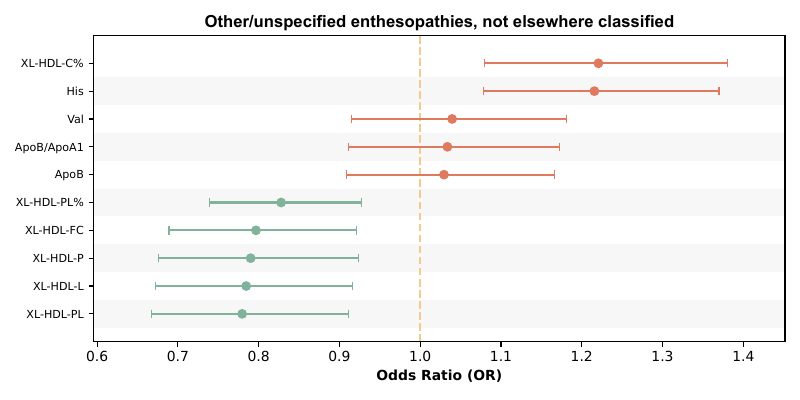 Other/unspecified enthesopathies, not elsewhere classified
XL-HDL-C%
His
Val
ApoB/ApoA1
ApoB
XL-HDL-PL%
XL-HDL-FC
XL-HDL-P
XL-HDL-L
XL-HDL-PL
0.6 0.7 0.8 0.9 1.0 1.1 1.2 1.3 1.4
Odds Ratio (OR)